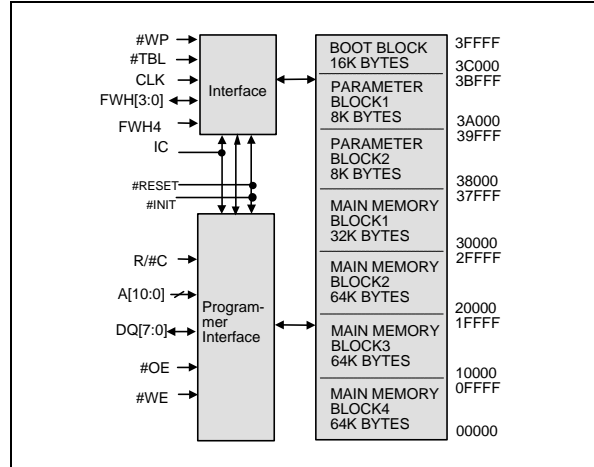 #WP
#TBL
CLK
FWH[3:0]
FWH4
IC
#RESET
#INIT
R/#C
A[10:0]
DQ[7:0]
#OE
#WE
Interface
Program-
mer
Interface
BOOT BLOCK
16K BYTES
PARAMETER
BLOCK1
8K BYTES
PARAMETER
BLOCK2
8K BYTES
MAIN MEMORY
BLOCK1
32K BYTES
MAIN MEMORY
BLOCK2
64K BYTES
MAIN MEMORY
BLOCK3
64K BYTES
MAIN MEMORY
BLOCK4
64K BYTES
3FFFF
3C000
3BFFF
3A000
39FFF
38000
37FFF
30000
2FFFF
20000
1FFFF
10000
0FFFF
00000